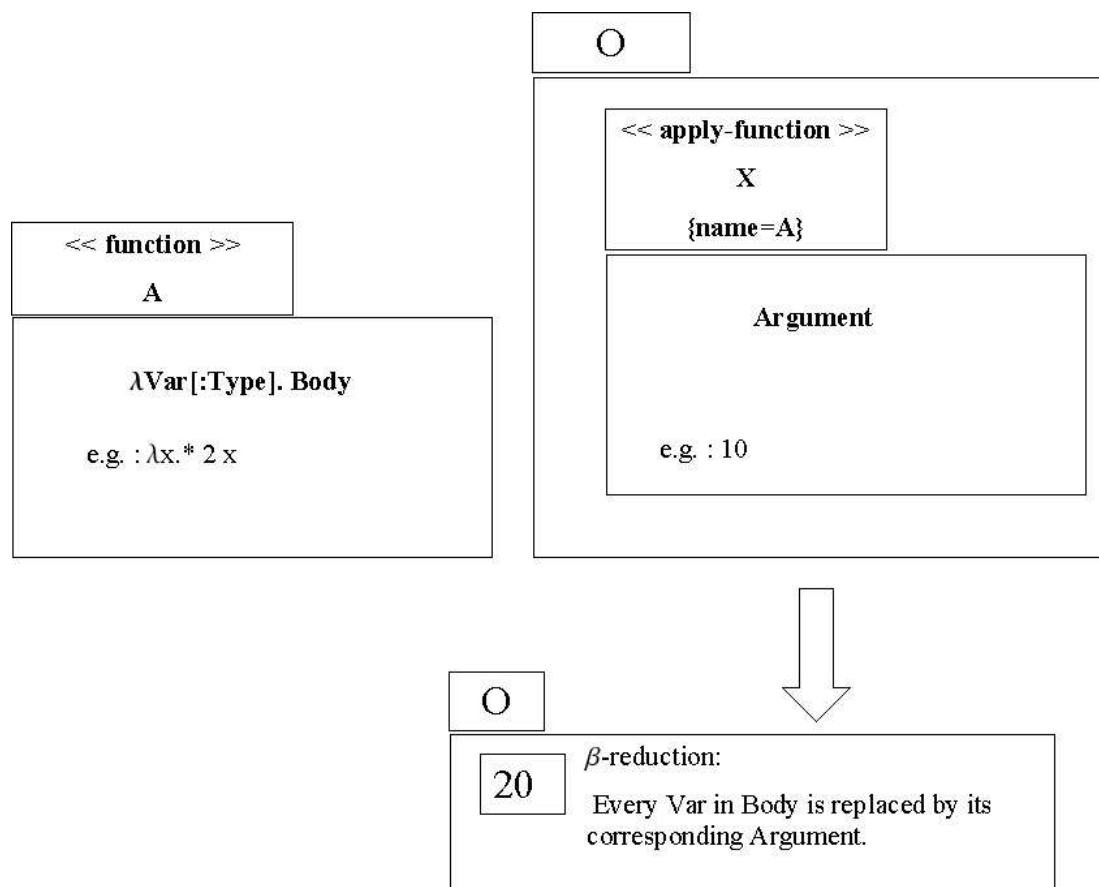 O
<< apply-function >>
X
{name=A}
<< function >>
A
Argument
λVar[:Type]. Body
e.g. : λx.* 2 x
e.g. : 10
O
20
β-reduction:
Every Var in Body is replaced by its
corresponding Argument.